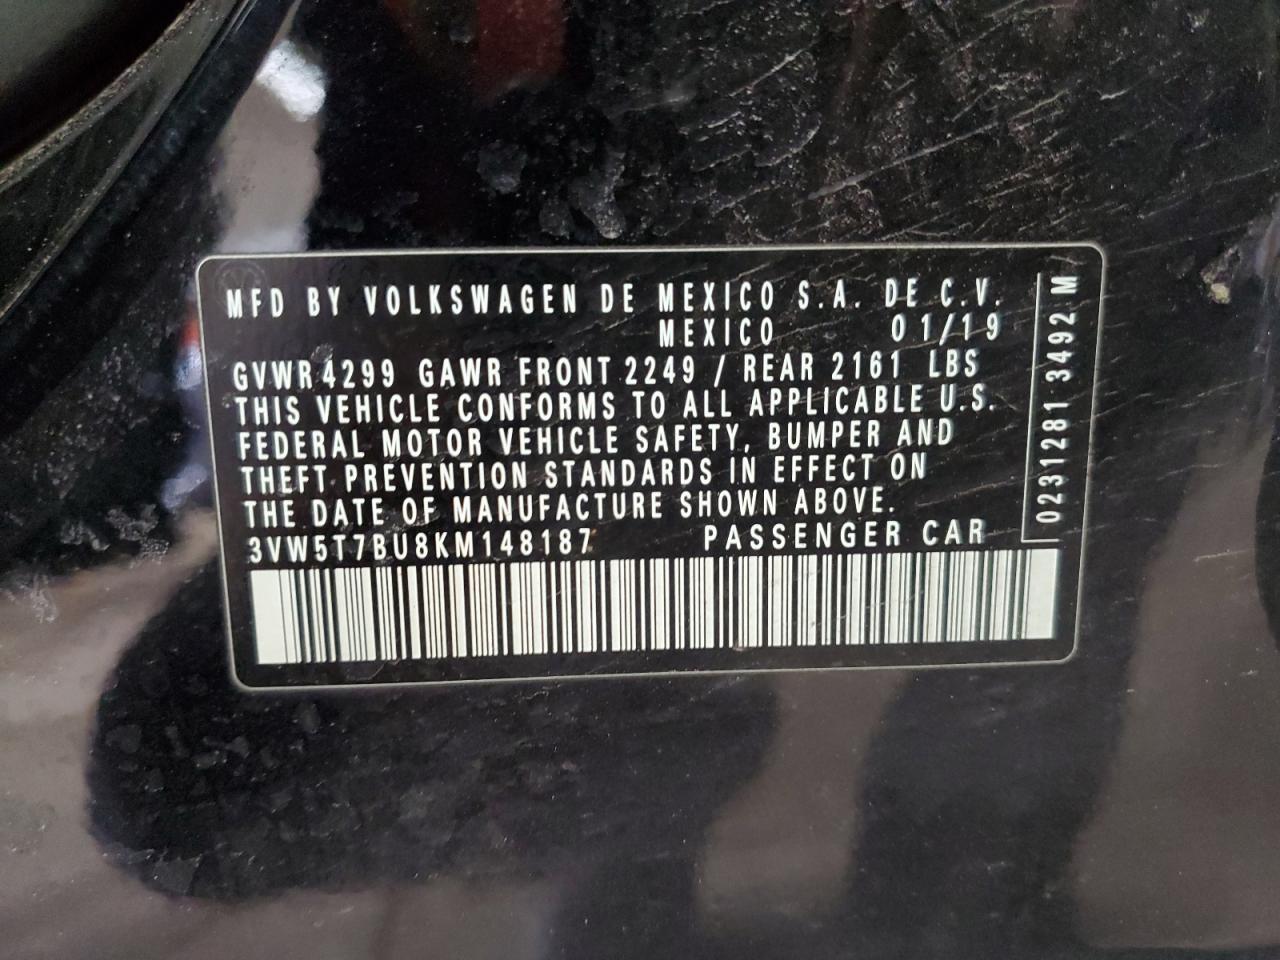 MFD BY VOLKSWAGEN DE MEXICO S.A. DE C.V.
MEXICO 01/19
GVWR 4299 GAWR FRONT 2249 / REAR 2161 LBS
THIS VEHICLE CONFORMS TO ALL APPLICABLE U.S.
FEDERAL MOTOR VEHICLE SAFETY, BUMPER AND
THEFT PREVENTION STANDARDS IN EFFECT ON
THE DATE OF MANUFACTURE SHOWN ABOVE.
3VW5T7BU8KM148187 PASSENGER CAR
0231281 3492 M